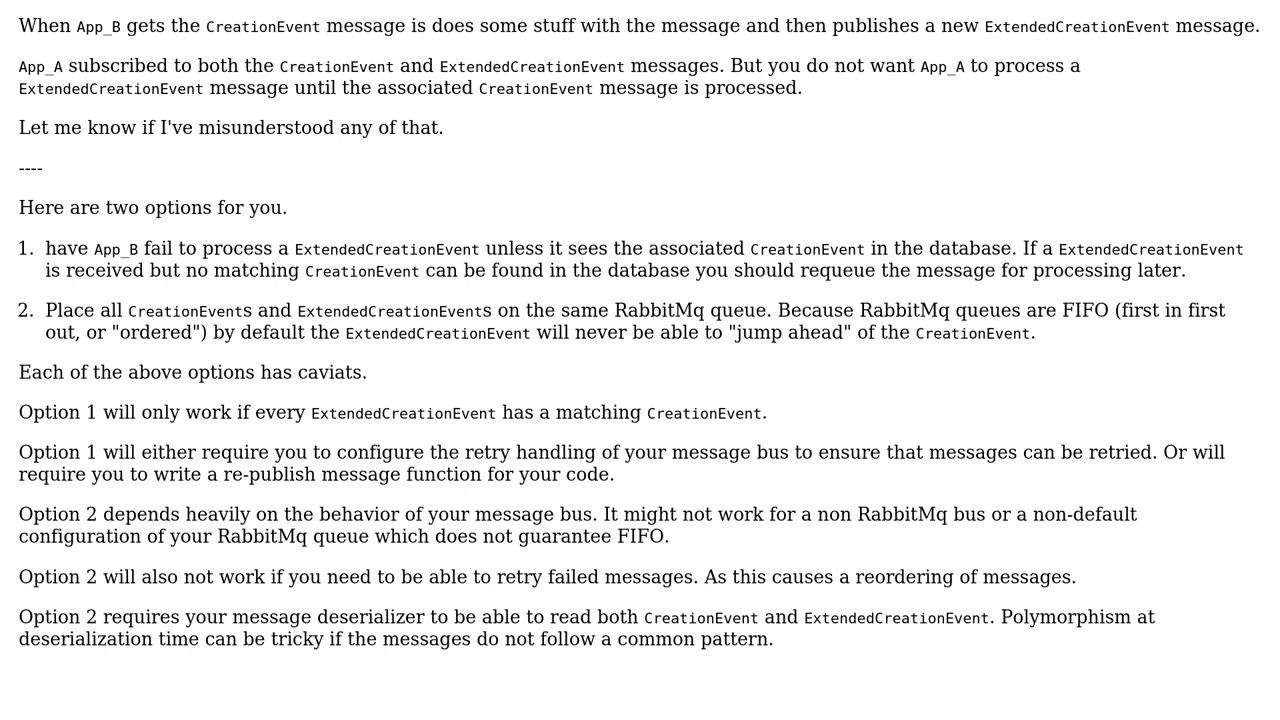 When App_B gets the CreationEvent message is does some stuff with the message and then publishes a new ExtendedCreationEvent message.
App_A subscribed to both the CreationEvent and ExtendedCreationEvent messages. But you do not want App_A to process a
ExtendedCreationEvent message until the associated CreationEvent message is processed.
Let me know if I've misunderstood any of that.
----
Here are two options for you.
1. have App_B fail to process a ExtendedCreationEvent unless it sees the associated CreationEvent in the database. If a ExtendedCreationEvent
is received but no matching CreationEvent can be found in the database you should requeue the message for processing later.
2. Place all CreationEvents and ExtendedCreationEvents on the same RabbitMq queue. Because RabbitMq queues are FIFO (first in first
out, or "ordered") by default the ExtendedCreationEvent will never be able to "jump ahead" of the CreationEvent.
Each of the above options has caviats.
Option 1 will only work if every ExtendedCreationEvent has a matching CreationEvent.
Option 1 will either require you to configure the retry handling of your message bus to ensure that messages can be retried. Or will
require you to write a re-publish message function for your code.
Option 2 depends heavily on the behavior of your message bus. It might not work for a non RabbitMq bus or a non-default
configuration of your RabbitMq queue which does not guarantee FIFO.
Option 2 will also not work if you need to be able to retry failed messages. As this causes a reordering of messages.
Option 2 requires your message deserializer to be able to read both CreationEvent and ExtendedCreationEvent. Polymorphism at
deserialization time can be tricky if the messages do not follow a common pattern.